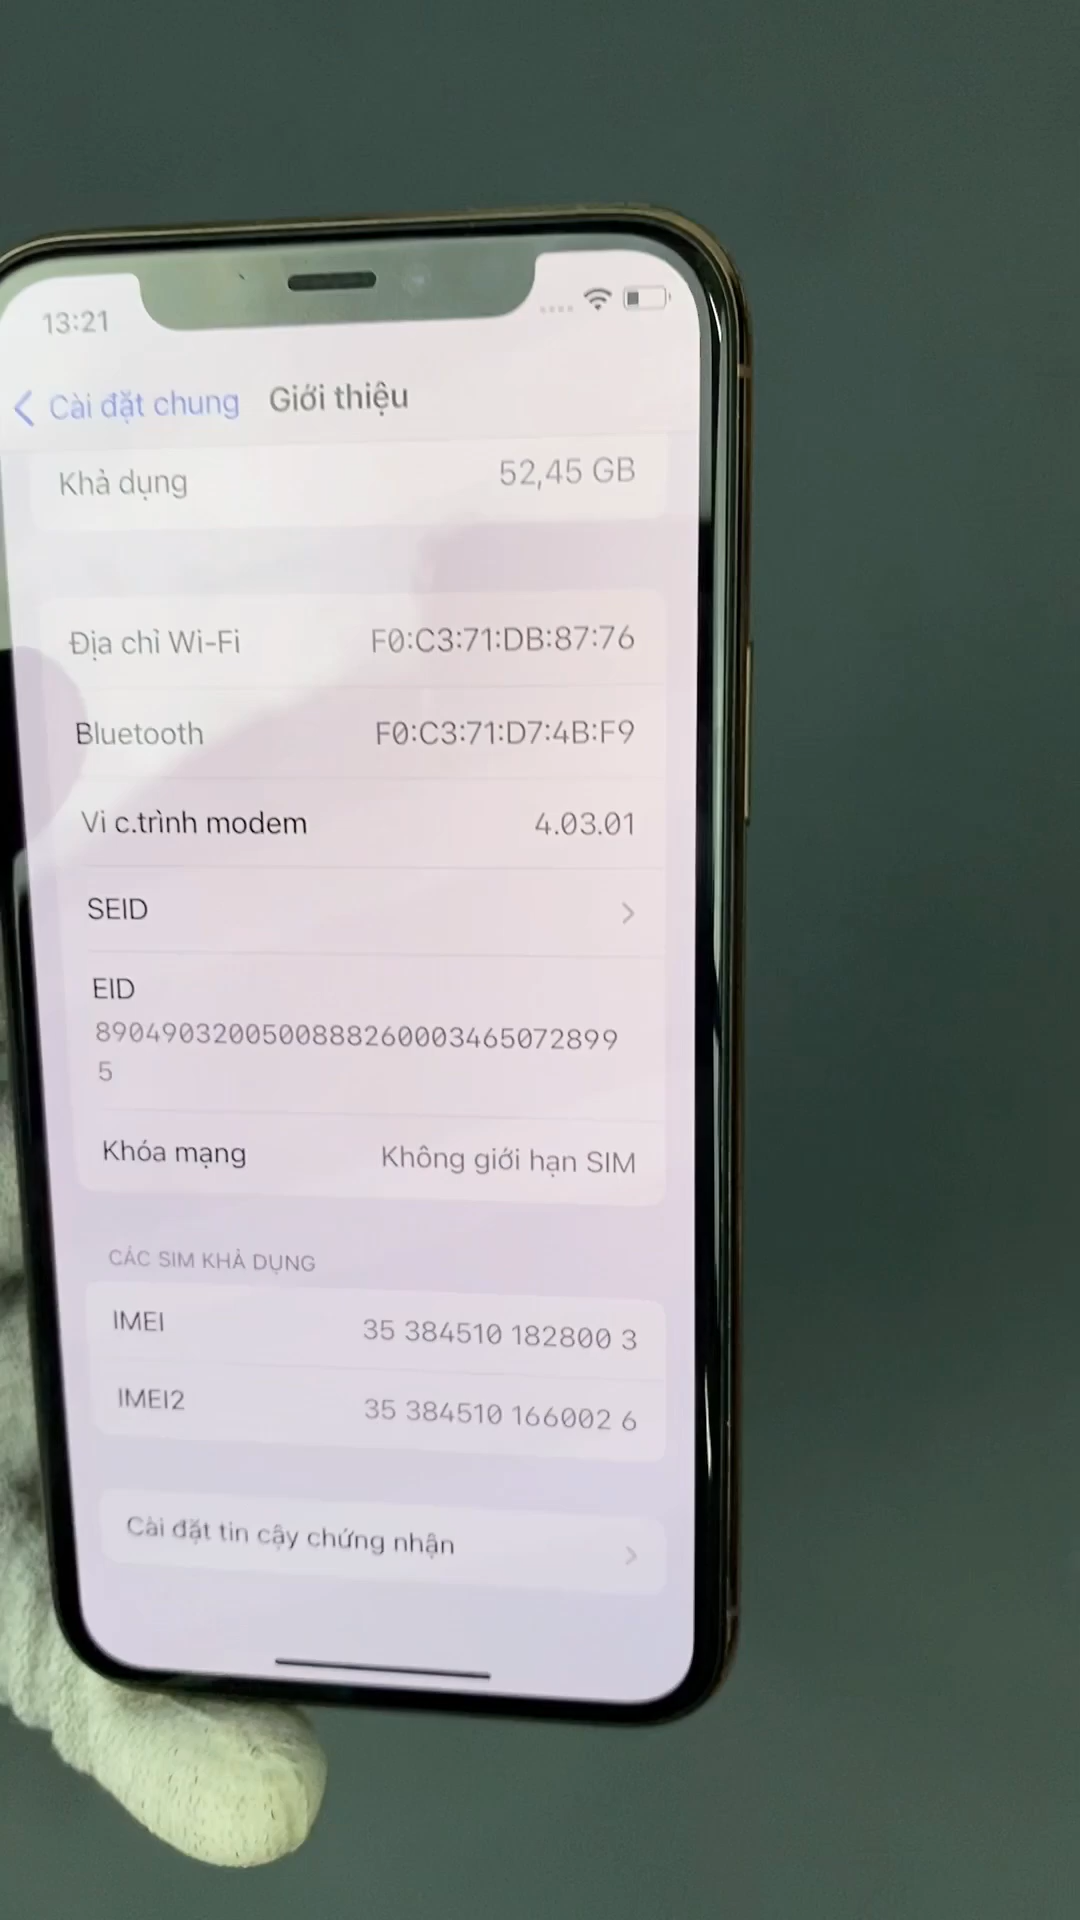 13:21
Cài đặt chung Giới thiệu
Khả dụng 52,45 GB
Địa chỉ Wi-Fi F0:C3:71:DB:87:76
Bluetooth F0:C3:71:D7:4B:F9
Vi c.trình modem 4.03.01
SEID
EID
8904903200500888260003465072899
5
Khóa mạng Không giới hạn SIM
CÁC SIM KHẢ DỤNG
IMEI 35 384510 182800 3
IMEI2 35 384510 166002 6
Cài đặt tin cậy chứng nhận